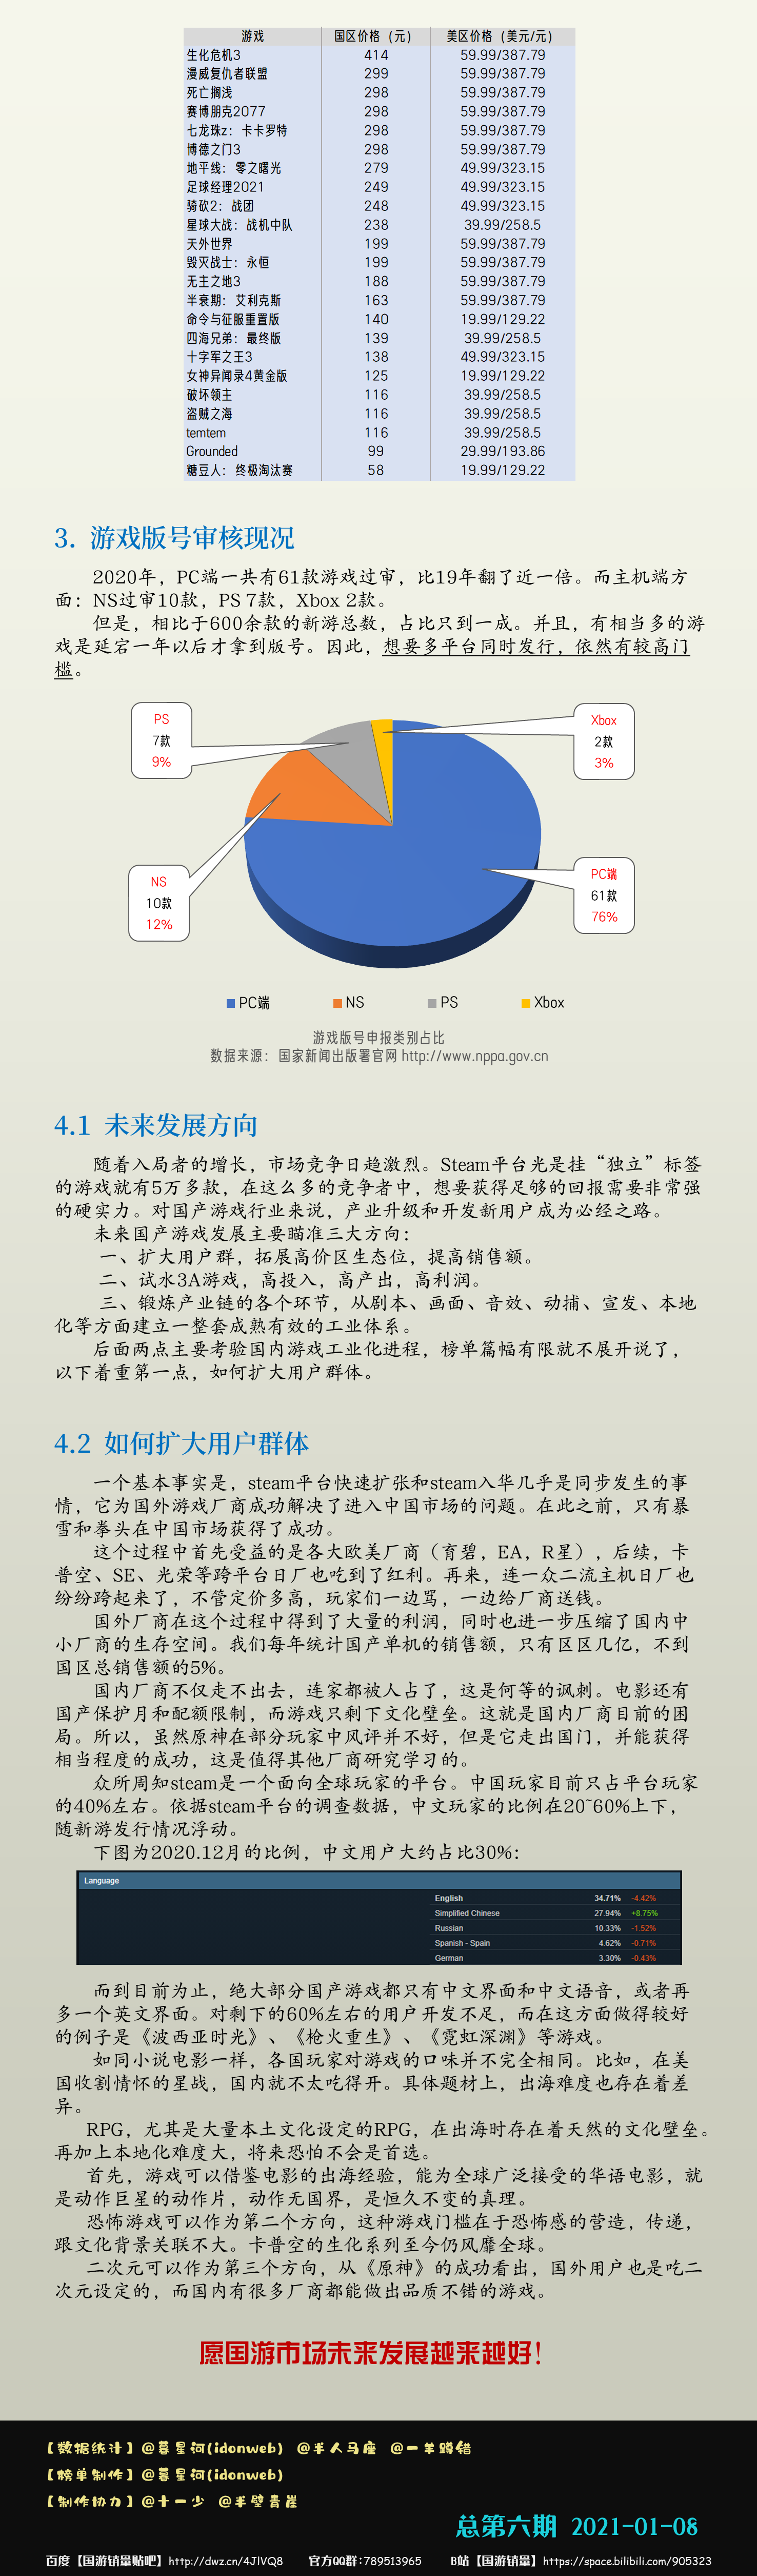 游戏 国区价格（元） 美区价格（美元/元）
生化危机3 414 59.99/387.79
漫威复仇者联盟 299 59.99/387.79
死亡搁浅 298 59.99/387.79
赛博朋克2077 298 59.99/387.79
七龙珠z：卡卡罗特 298 59.99/387.79
博德之门3 298 59.99/387.79
地平线：零之曙光 279 49.99/323.15
足球经理2021 249 49.99/323.15
骑砍2：战团 248 49.99/323.15
星球大战：战机中队 238 39.99/258.5
天外世界 199 59.99/387.79
毁灭战士：永恒 199 59.99/387.79
无主之地3 188 59.99/387.79
半衰期：艾利克斯 163 59.99/387.79
命令与征服重置版 140 19.99/129.22
四海兄弟：最终版 139 39.99/258.5
十字军之王3 138 49.99/323.15
女神异闻录4黄金版 125 19.99/129.22
破坏领主 116 39.99/258.5
盗贼之海 116 39.99/258.5
temtem 116 39.99/258.5
Grounded 99 29.99/193.86
糖豆人：终极淘汰赛 58 19.99/129.22
3. 游戏版号审核现况
2020年，PC端一共有61款游戏过审，比19年翻了近一倍。而主机端方
面：NS过审10款，PS 7款，Xbox 2款。
但是，相比于600余款的新游总数，占比只到一成。并且，有相当多的游
戏是延宕一年以后才拿到版号。因此，想要多平台同时发行，依然有较高门
槛。
PS
7款
9%
Xbox
2款
3%
NS
10款
12%
PC端
61款
76%
PC端 NS PS Xbox
游戏版号申报类别占比
数据来源：国家新闻出版署官网 http://www.nppa.gov.cn
4.1 未来发展方向
随着入局者的增长，市场竞争日趋激烈。Steam平台光是挂“独立”标签
的游戏就有5万多款，在这么多的竞争者中，想要获得足够的回报需要非常强
的硬实力。对国产游戏行业来说，产业升级和开发新用户成为必经之路。
未来国产游戏发展主要瞄准三大方向：
一、扩大用户群，拓展高价区生态位，提高销售额。
二、试水3A游戏，高投入，高产出，高利润。
三、锻炼产业链的各个环节，从剧本、画面、音效、动捕、宣发、本地
化等方面建立一整套成熟有效的工业体系。
后面两点主要考验国内游戏工业化进程，榜单篇幅有限就不展开说了，
以下着重第一点，如何扩大用户群体。
4.2 如何扩大用户群体
一个基本事实是，steam平台快速扩张和steam入华几乎是同步发生的事
情，它为国外游戏厂商成功解决了进入中国市场的问题。在此之前，只有暴
雪和拳头在中国市场获得了成功。
这个过程中首先受益的是各大欧美厂商（育碧，EA，R星），后续，卡
普空、SE、光荣等跨平台日厂也吃到了红利。再来，连一众二流主机日厂也
纷纷跨起来了，不管定价多高，玩家们一边骂，一边给厂商送钱。
国外厂商在这个过程中得到了大量的利润，同时也进一步压缩了国内中
小厂商的生存空间。我们每年统计国产单机的销售额，只有区区几亿，不到
国区总销售额的5%。
国内厂商不仅走不出去，连家都被人占了，这是何等的讽刺。电影还有
国产保护月和配额限制，而游戏只剩下文化壁垒。这就是国内厂商目前的困
局。所以，虽然原神在部分玩家中风评并不好，但是它走出国门，并能获得
相当程度的成功，这是值得其他厂商研究学习的。
众所周知steam是一个面向全球玩家的平台。中国玩家目前只占平台玩家
的40%左右。依据steam平台的调查数据，中文玩家的比例在20~60%上下，
随新游发行情况浮动。
下图为2020.12月的比例，中文用户大约占比30%：
Language
English 34.71% -4.42%
Simplified Chinese 27.94% +8.75%
Russian 10.33% -1.52%
Spanish - Spain 4.62% -0.71%
German 3.30% -0.43%
而到目前为止，绝大部分国产游戏都只有中文界面和中文语音，或者再
多一个英文界面。对剩下的60%左右的用户开发不足，而在这方面做得较好
的例子是《波西亚时光》、《枪火重生》、《霓虹深渊》等游戏。
如同小说电影一样，各国玩家对游戏的口味并不完全相同。比如，在美
国收割情怀的星战，国内就不太吃得开。具体题材上，出海难度也存在着差
异。
RPG，尤其是大量本土文化设定的RPG，在出海时存在着天然的文化壁垒。
再加上本地化难度大，将来恐怕不会是首选。
首先，游戏可以借鉴电影的出海经验，能为全球广泛接受的华语电影，就
是动作巨星的动作片，动作无国界，是恒久不变的真理。
恐怖游戏可以作为第二个方向，这种游戏门槛在于恐怖感的营造，传递，
跟文化背景关联不大。卡普空的生化系列至今仍风靡全球。
二次元可以作为第三个方向，从《原神》的成功看出，国外用户也是吃二
次元设定的，而国内有很多厂商都能做出品质不错的游戏。
愿国游市场未来发展越来越好！
【数据统计】@暮星河(idonweb) @半人马座 @一羊蹲错
【榜单制作】@暮星河(idonweb)
【制作协力】@十一少 @半壁青崖
总第六期 2021-01-08
百度【国游销量贴吧】http://dwz.cn/4JlVQ8 官方QQ群:789513965 B站【国游销量】https://space.bilibili.com/905323